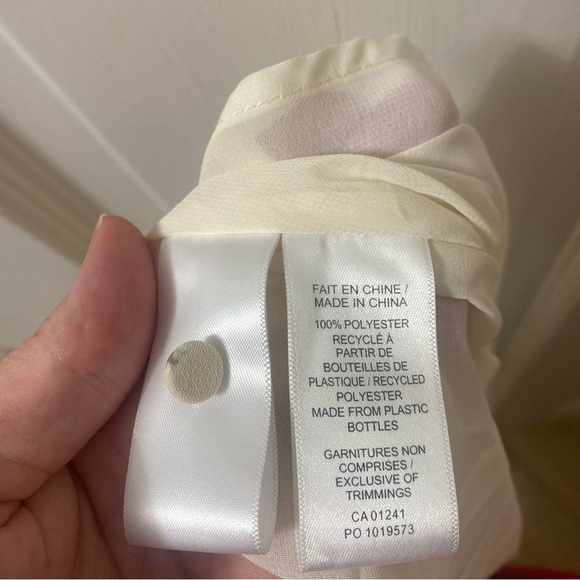 FAIT EN CHINE /
MADE IN CHINA
100% POLYESTER
RECYCLÉ À
PARTIR DE
BOUTEILLES DE
PLASTIQUE / RECYCLED
POLYESTER
MADE FROM PLASTIC
BOTTLES
GARNITURES NON
COMPRISES /
EXCLUSIVE OF
TRIMMINGS
CA 01241
PO 1019573